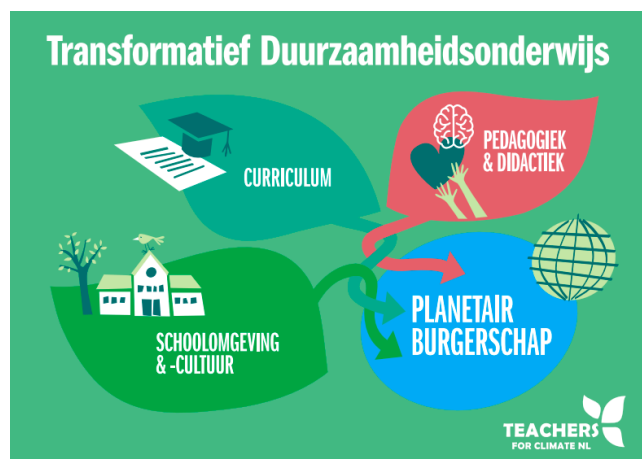 Transformatief Duurzaamheidsonderwijs
CURRICULUM
PEDAGOGIEK
& DIDACTIEK
SCHOOLOMGEVING
& -CULTUUR
PLANETAIR
BURGERSCHAP
TEACHERS
FOR CLIMATE NL